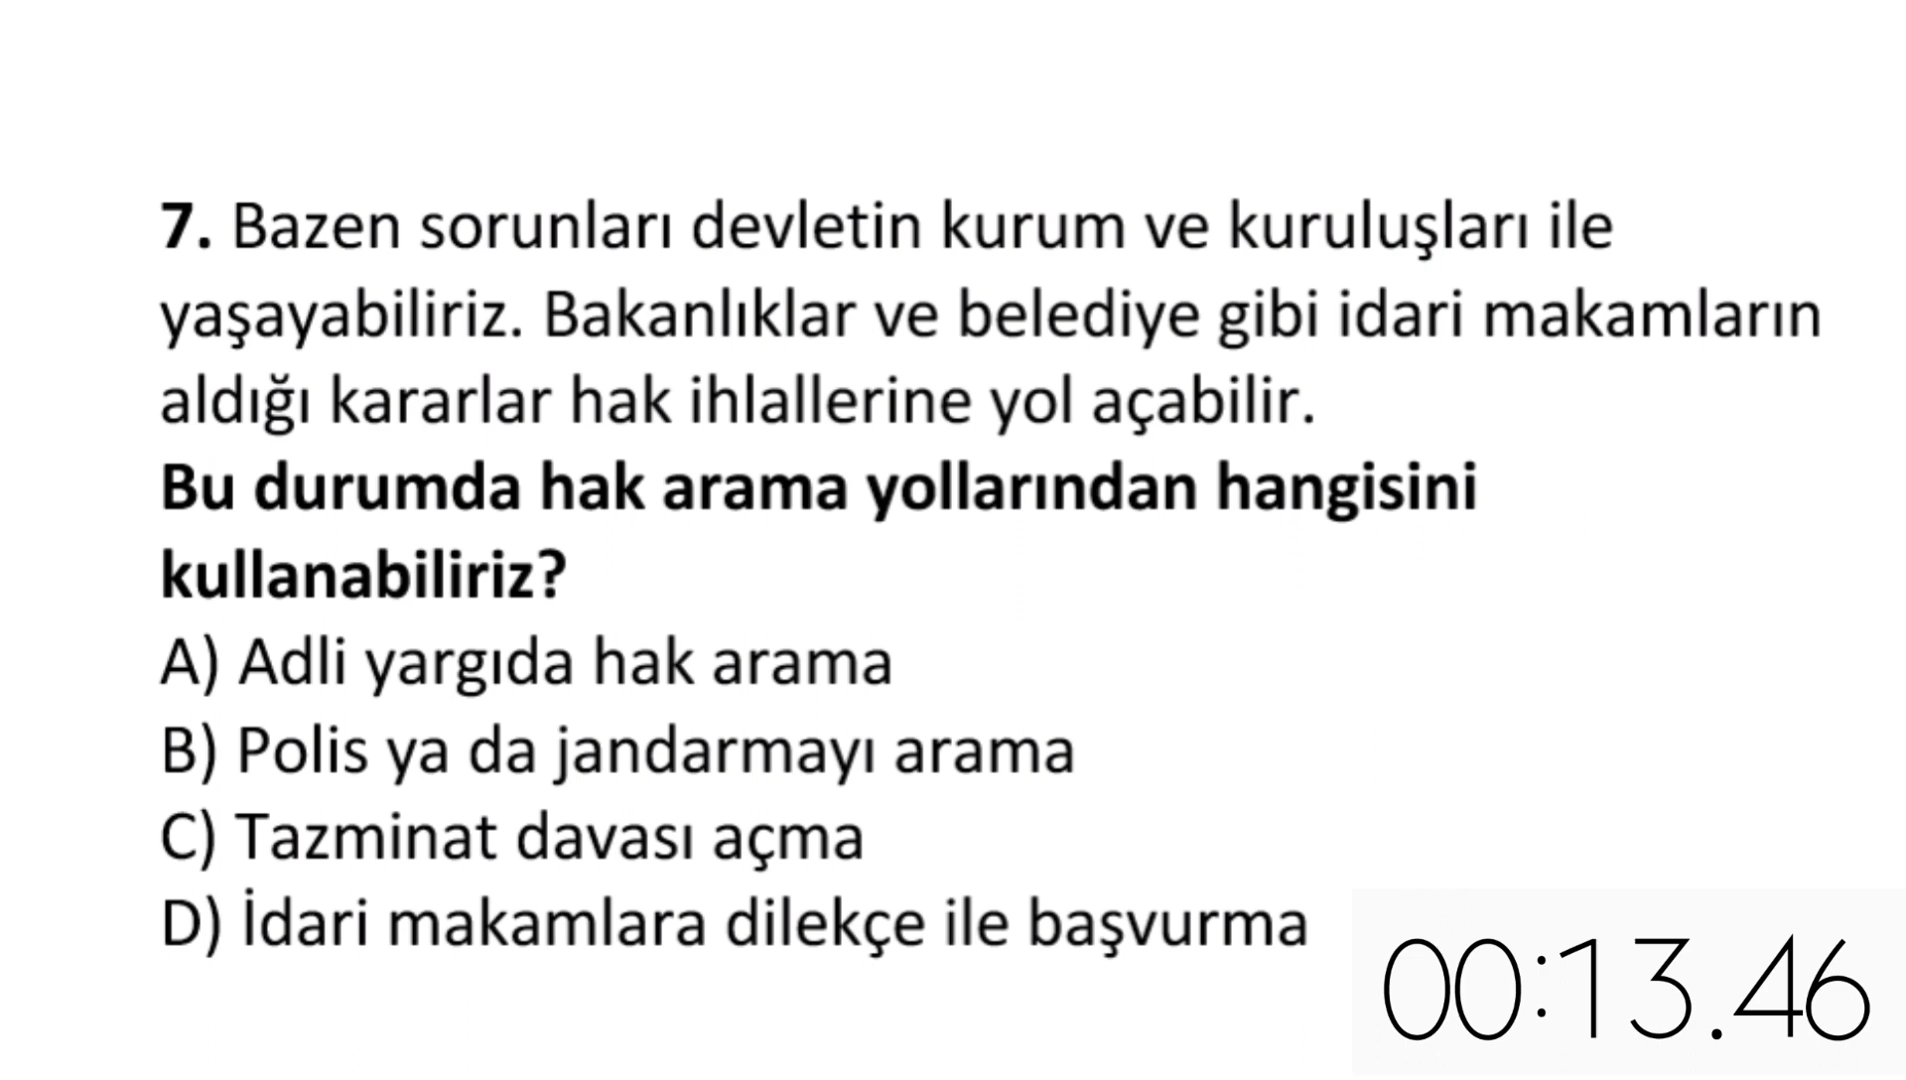 7. Bazen sorunları devletin kurum ve kuruluşları ile
yaşayabiliriz. Bakanlıklar ve belediye gibi idari makamların
aldığı kararlar hak ihlallerine yol açabilir.
Bu durumda hak arama yollarından hangisini
kullanabiliriz?
A) Adli yargıda hak arama
B) Polis ya da jandarmayı arama
C) Tazminat davası açma
D) İdari makamlara dilekçe ile başvurma
00:13.46